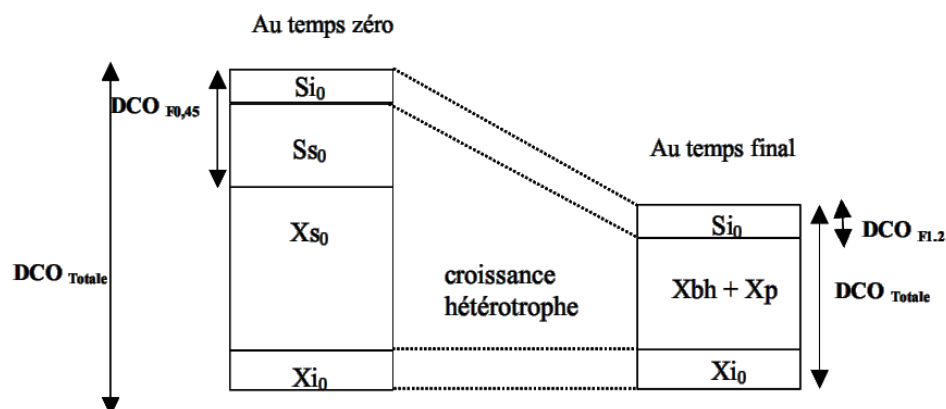 Au temps zéro
Si₀
DCO F0,45
Ss₀
Au temps final
Xs₀
Si₀
DCO F1.2
DCO Totale
croissance
hétérotrophe
Xbh + Xp
DCO Totale
Xi₀
Xi₀